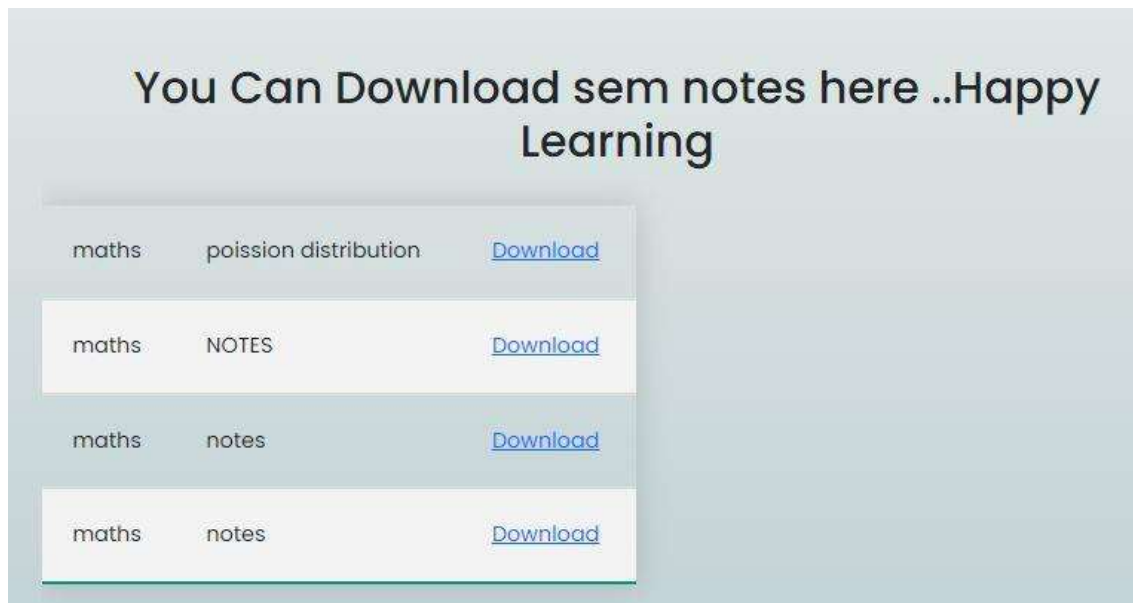 You Can Download sem notes here ..Happy
Learning
maths poission distribution Download
maths NOTES Download
maths notes Download
maths notes Download